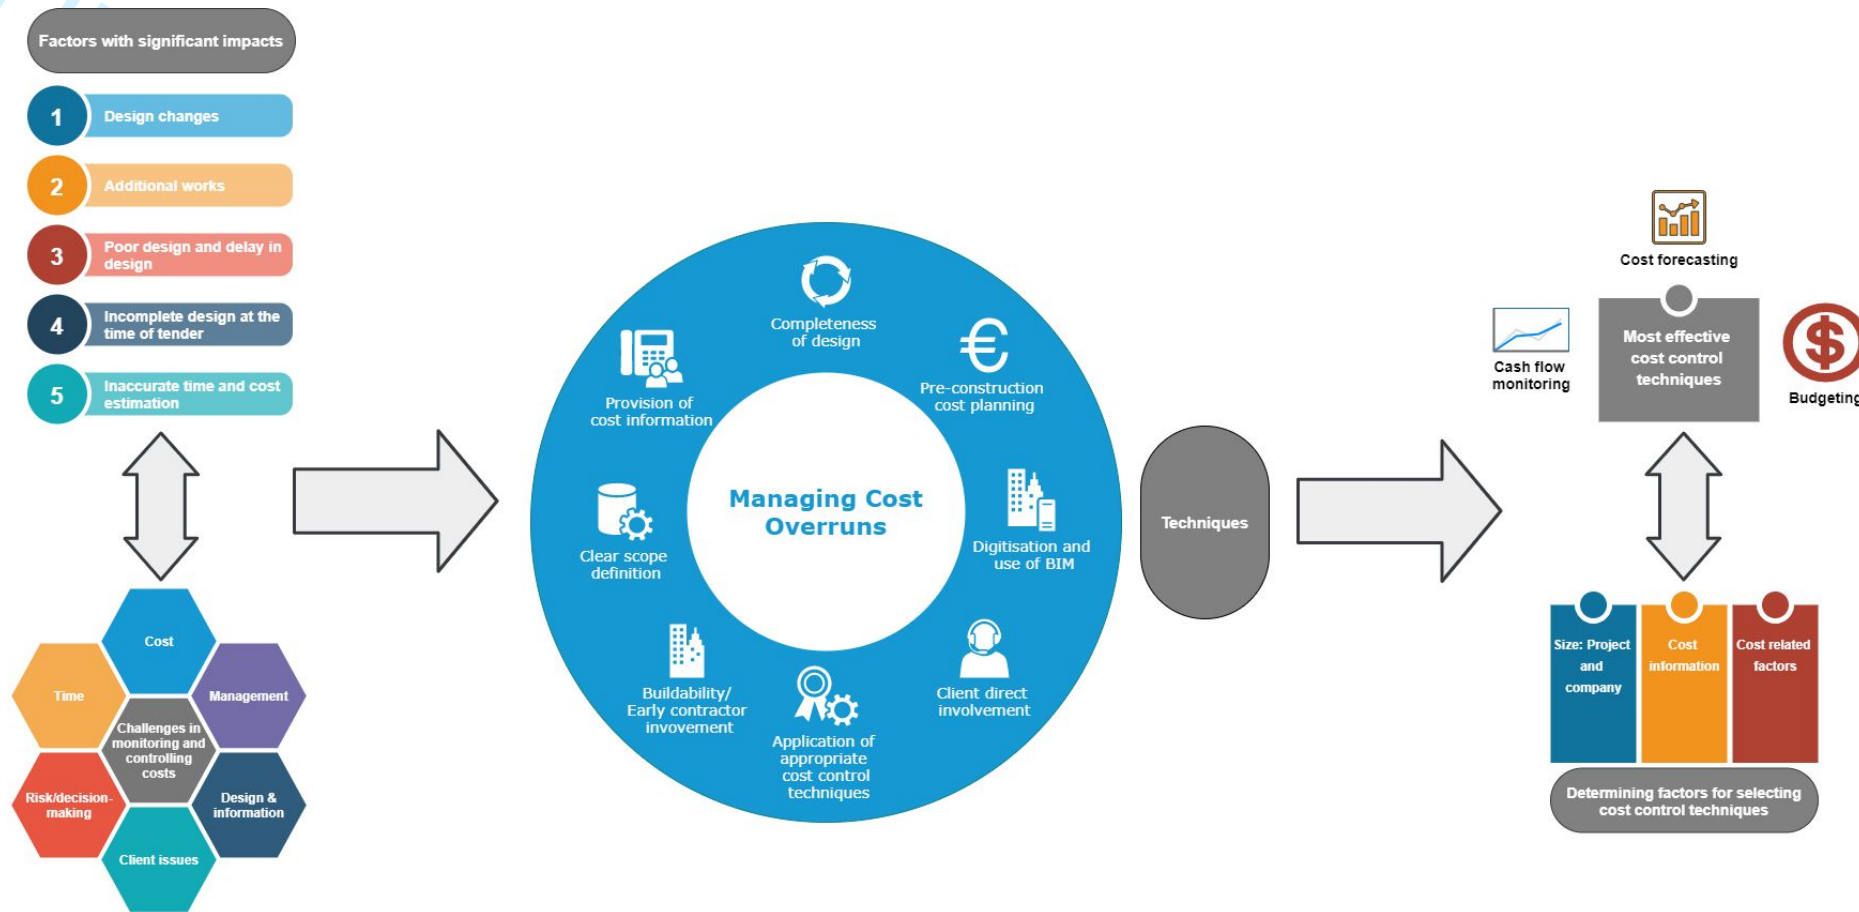 Factors with significant impacts
1
Design changes
2
Additional works
3
Poor design and delay in
design
4
Incomplete design at the
time of tender
5
Inaccurate time and cost
estimation
Cost
Time
Management
Challenges in
monitoring and
controlling
costs
Risk/decision-
making
Design &
information
Client issues
Completeness
of design
€
Pre-construction
cost planning
Provision of
cost information
Managing Cost
Overruns
Clear scope
definition
Digitisation and
use of BIM
Buildability/
Early contractor
invovement
Client direct
involvement
Application of
appropriate
cost control
techniques
Techniques
Cost forecasting
Cash flow
monitoring
Most effective
cost control
techniques
$
Budgeting
Size: Project
and
company
Cost
information
Cost related
factors
Determining factors for selecting
cost control techniques